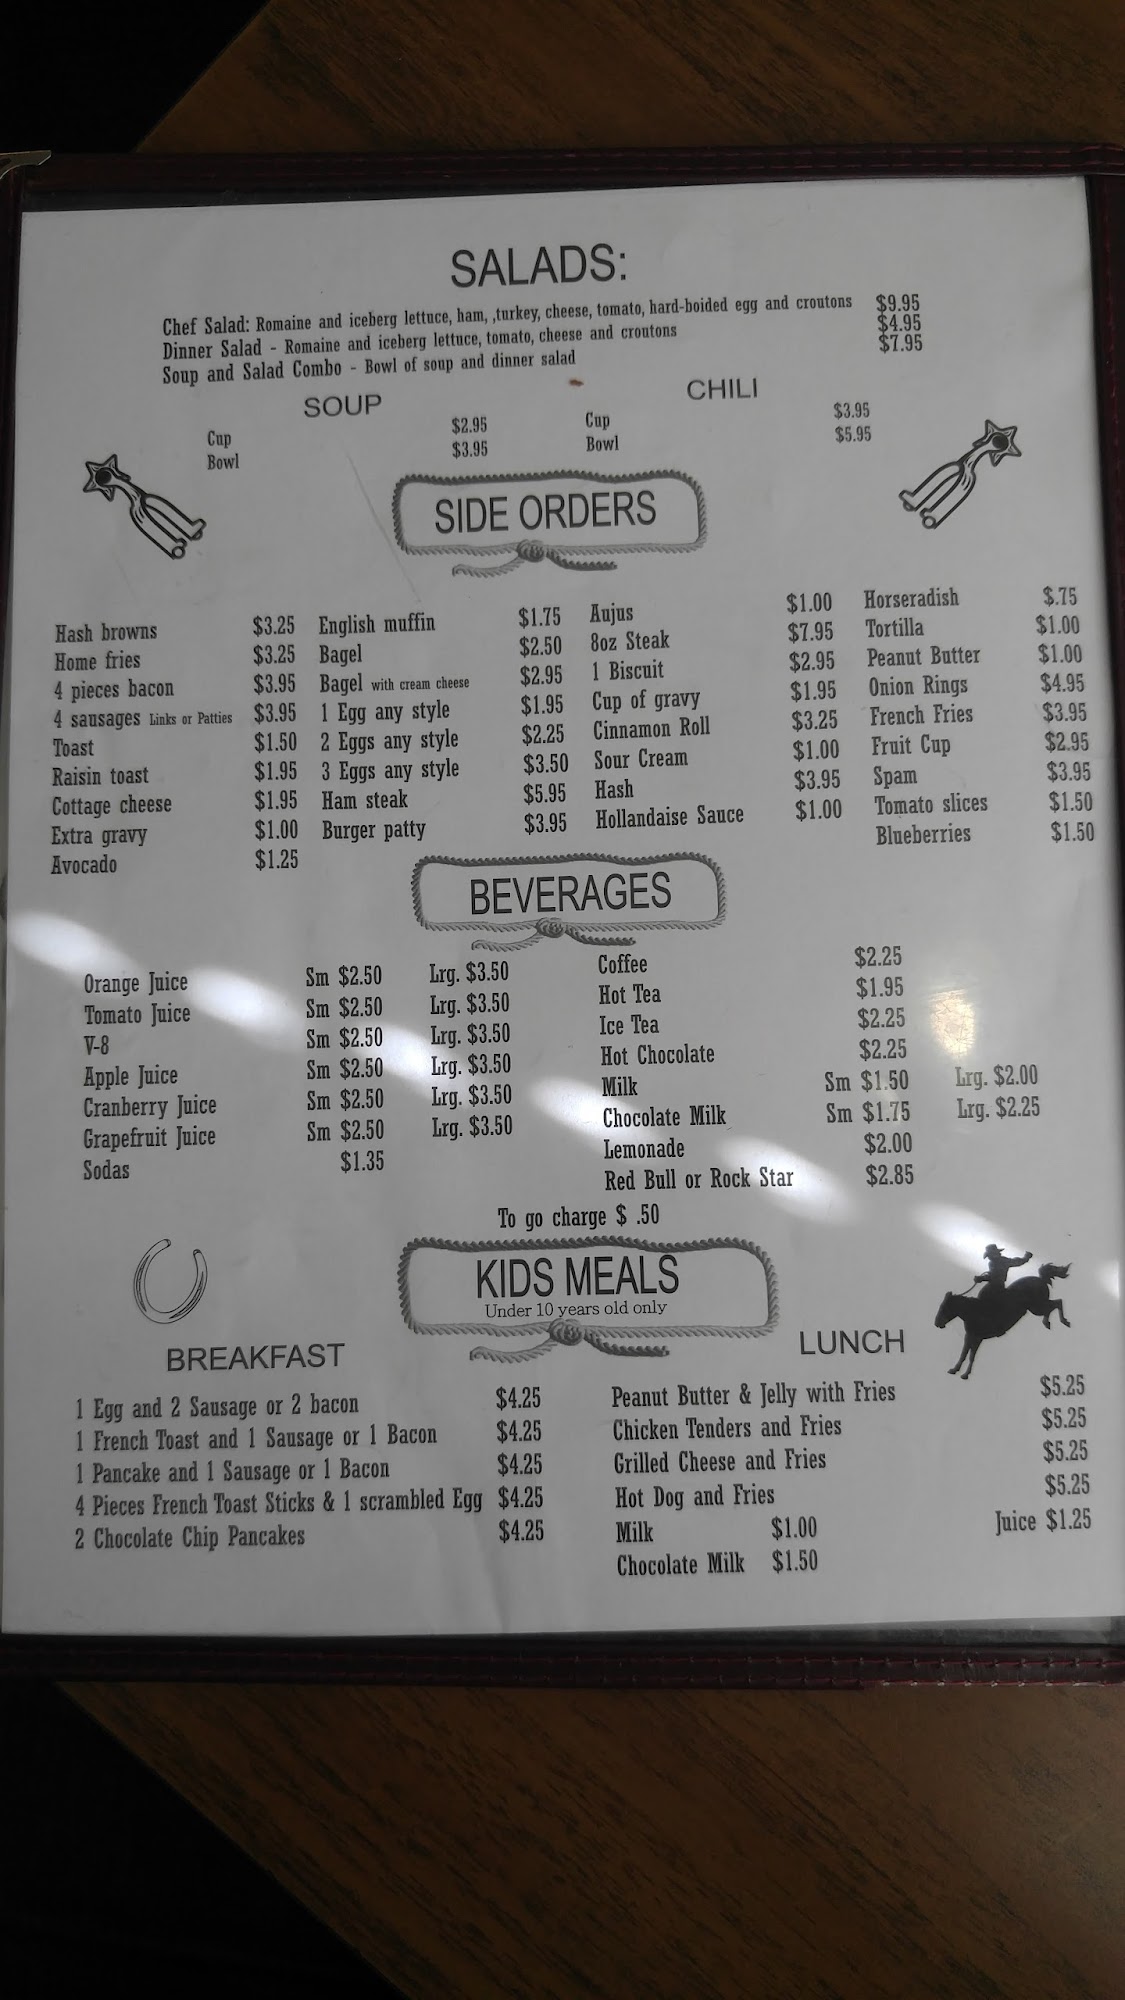 SALADS:
Chef Salad: Romaine and iceberg lettuce, ham, ,turkey, cheese, tomato, hard-boided egg and croutons $9.95
Dinner Salad - Romaine and iceberg lettuce, tomato, cheese and croutons $4.95
Soup and Salad Combo - Bowl of soup and dinner salad $7.95
SOUP
Cup $2.95
Bowl $3.95
CHILI
Cup $3.95
Bowl $5.95
SIDE ORDERS
Hash browns $3.25
Home fries $3.25
4 pieces bacon $3.95
4 sausages Links or Patties $3.95
Toast $1.50
Raisin toast $1.95
Cottage cheese $1.95
Extra gravy $1.00
Avocado $1.25
English muffin $1.75
Bagel $2.50
Bagel with cream cheese $2.95
1 Egg any style $1.95
2 Eggs any style $2.25
3 Eggs any style $3.50
Ham steak $5.95
Burger patty $3.95
Aujus $1.00
8oz Steak $7.95
1 Biscuit $2.95
Cup of gravy $1.95
Cinnamon Roll $3.25
Sour Cream $1.00
Hash $3.95
Hollandaise Sauce $1.00
Horseradish $.75
Tortilla $1.00
Peanut Butter $1.00
Onion Rings $4.95
French Fries $3.95
Fruit Cup $2.95
Spam $3.95
Tomato slices $1.50
Blueberries $1.50
BEVERAGES
Orange Juice Sm $2.50 Lrg. $3.50
Tomato Juice Sm $2.50 Lrg. $3.50
V-8 Sm $2.50 Lrg. $3.50
Apple Juice Sm $2.50 Lrg. $3.50
Cranberry Juice Sm $2.50 Lrg. $3.50
Grapefruit Juice Sm $2.50 Lrg. $3.50
Sodas $1.35
Coffee $2.25
Hot Tea $1.95
Ice Tea $2.25
Hot Chocolate $2.25
Milk Sm $1.50 Lrg. $2.00
Chocolate Milk Sm $1.75 Lrg. $2.25
Lemonade $2.00
Red Bull or Rock Star $2.85
To go charge $ .50
KIDS MEALS
Under 10 years old only
BREAKFAST
1 Egg and 2 Sausage or 2 bacon $4.25
1 French Toast and 1 Sausage or 1 Bacon $4.25
1 Pancake and 1 Sausage or 1 Bacon $4.25
4 Pieces French Toast Sticks & 1 scrambled Egg $4.25
2 Chocolate Chip Pancakes $4.25
LUNCH
Peanut Butter & Jelly with Fries $5.25
Chicken Tenders and Fries $5.25
Grilled Cheese and Fries $5.25
Hot Dog and Fries $5.25
Milk $1.00 Juice $1.25
Chocolate Milk $1.50